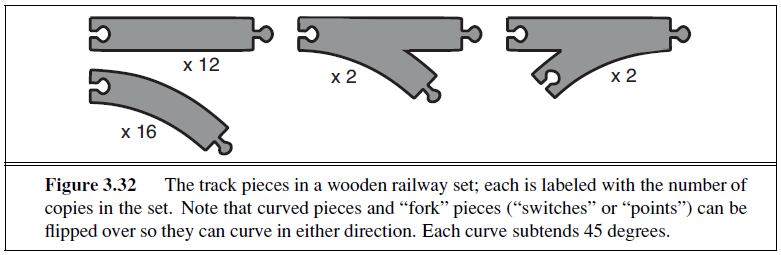 x 12
x 2
x 2
x 16
Figure 3.32 The track pieces in a wooden railway set; each is labeled with the number of
copies in the set. Note that curved pieces and “fork” pieces (“switches” or “points”) can be
flipped over so they can curve in either direction. Each curve subtends 45 degrees.